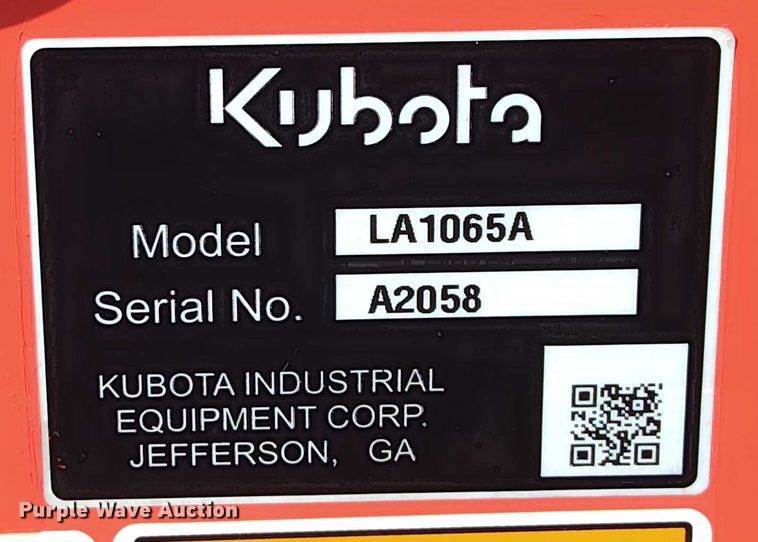 Kubota
Model LA1065A
Serial No. A2058
KUBOTA INDUSTRIAL
EQUIPMENT CORP.
JEFFERSON, GA
Purple Wave Auction